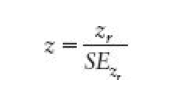 z = z_r / SE_{z_r}